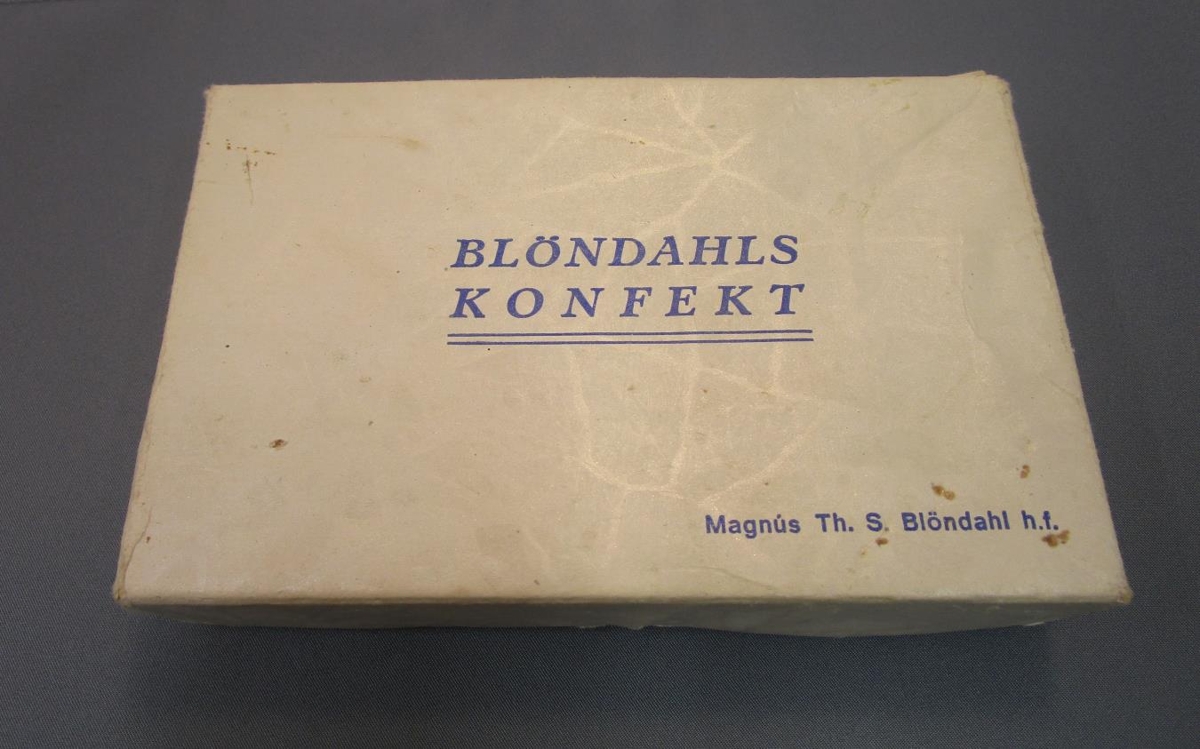 BLÖNDAHLS
KONFEKT
Magnús Th. S. Blöndahl h.f.